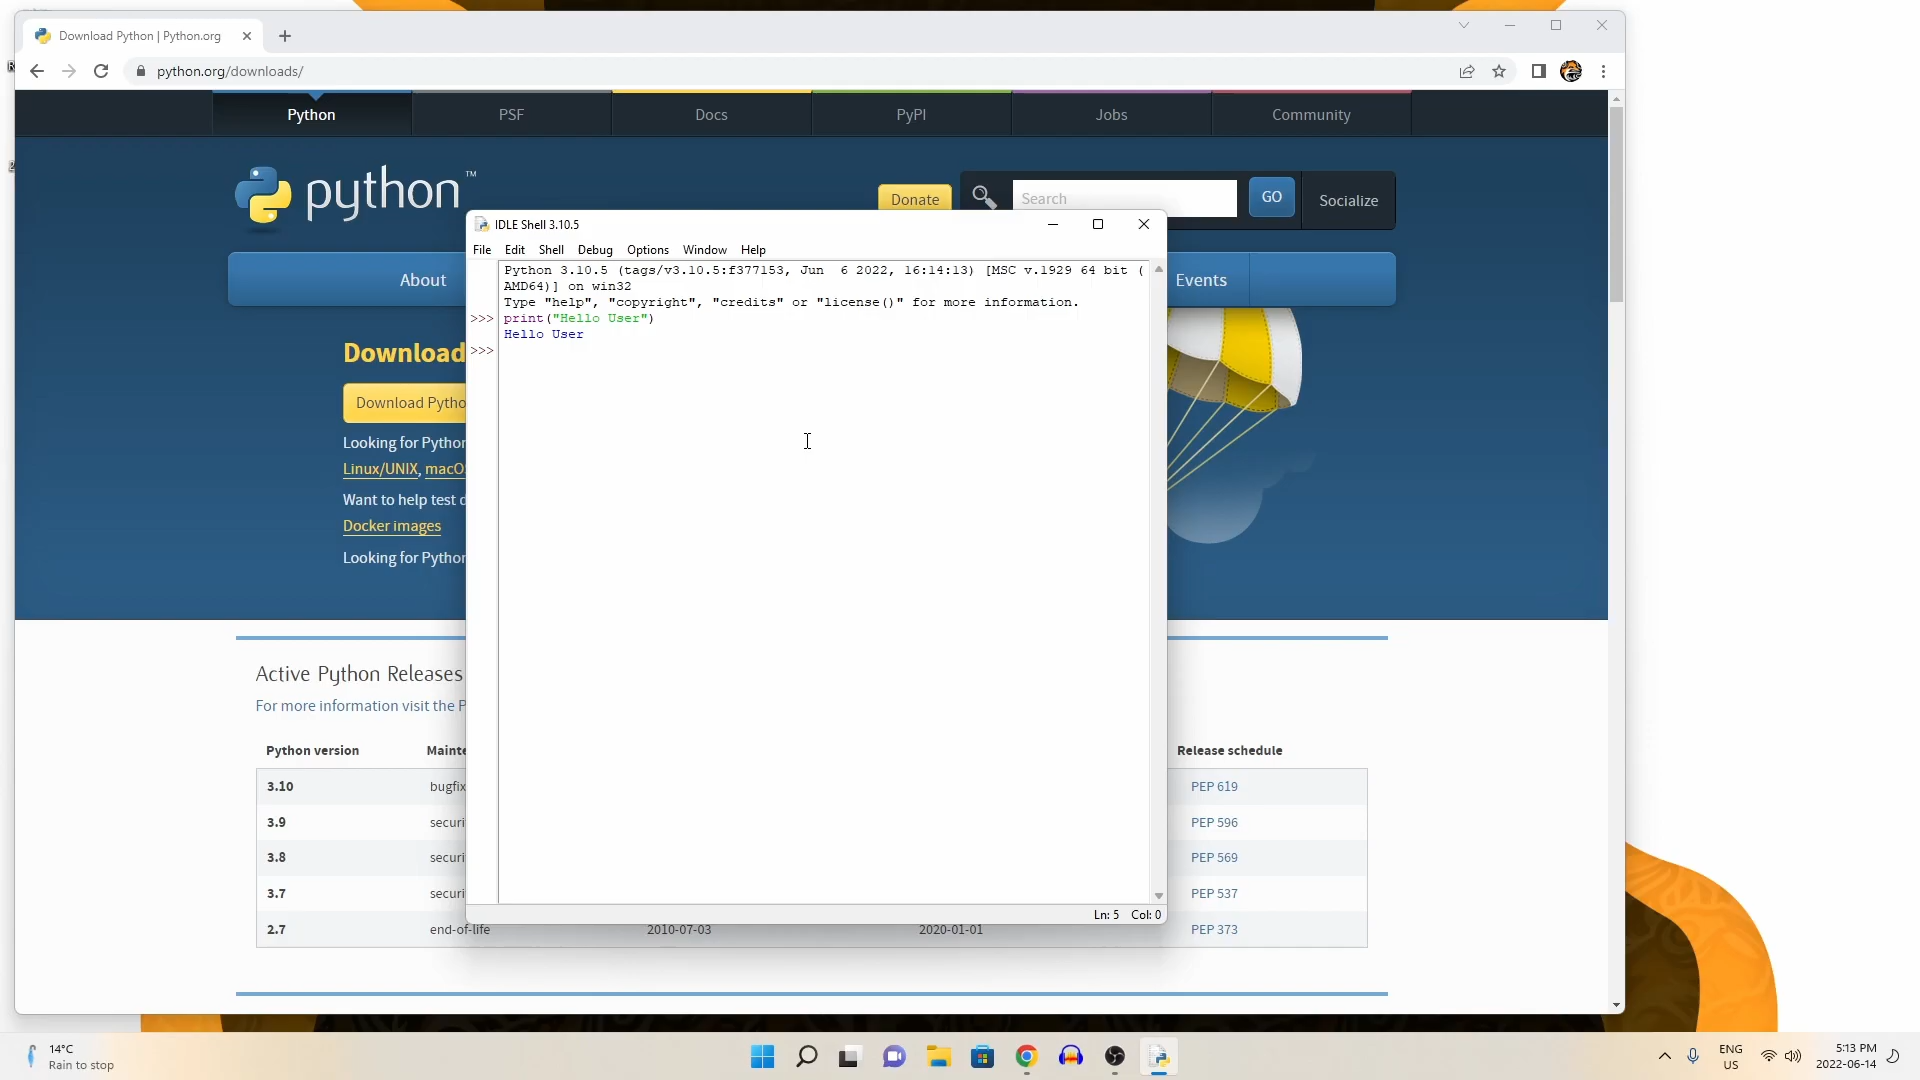 Download Python | Python.org
python.org/downloads/
Python
PSF
Docs
PyPI
Jobs
Community
python™
Donate
Search
GO
Socialize
About
Events
IDLE Shell 3.10.5
File Edit Shell Debug Options Window Help
Python 3.10.5 (tags/v3.10.5:f377153, Jun  6 2022, 16:14:13) [MSC v.1929 64 bit (
AMD64)] on win32
Type "help", "copyright", "credits" or "license()" for more information.
>>> print("Hello User")
Hello User
>>>
Ln: 5 Col: 0
Download
Download Pytho
Looking for Python
Linux/UNIX, macO
Want to help test d
Docker images
Looking for Python
Active Python Releases
For more information visit the P
Python version
Mainte
Release schedule
3.10 bugfix PEP 619
3.9 securi PEP 596
3.8 securi PEP 569
3.7 securi PEP 537
2.7 end-of-life 2010-07-03 2020-01-01 PEP 373
14°C
Rain to stop
ENG
US
5:13 PM
2022-06-14